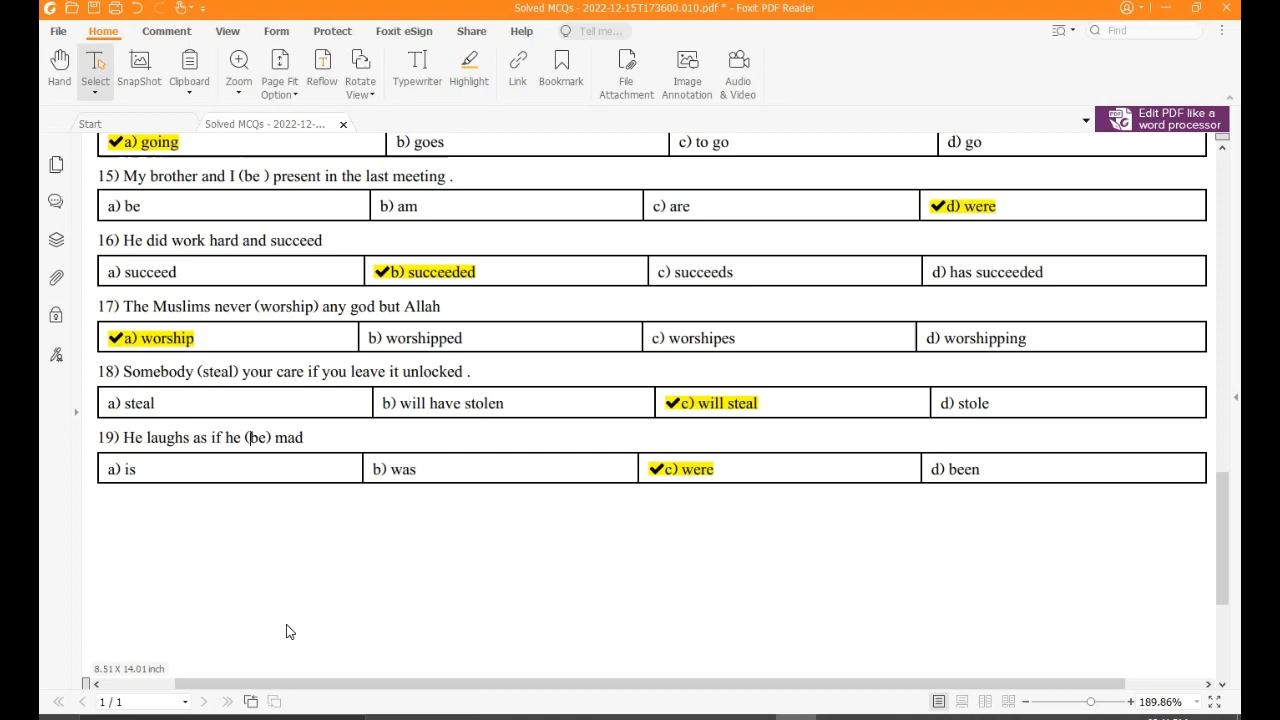 Solved MCQs - 2022-12-15T173600.010.pdf * - Foxit PDF Reader
File Home Comment View Form Protect Foxit eSign Share Help Tell me... Find
Hand Select SnapShot Clipboard Zoom Page Fit Option Reflow Rotate View Typewriter Highlight Link Bookmark File Attachment Image Annotation Audio & Video
Start Solved MCQs - 2022-12-... Edit PDF like a word processor
a) going b) goes c) to go d) go
15) My brother and I (be ) present in the last meeting .
a) be b) am c) are d) were
16) He did work hard and succeed
a) succeed b) succeeded c) succeeds d) has succeeded
17) The Muslims never (worship) any god but Allah
a) worship b) worshipped c) worshipes d) worshipping
18) Somebody (steal) your care if you leave it unlocked .
a) steal b) will have stolen c) will steal d) stole
19) He laughs as if he (be) mad
a) is b) was c) were d) been
8.51 X 14.01 inch
1 / 1 189.86%